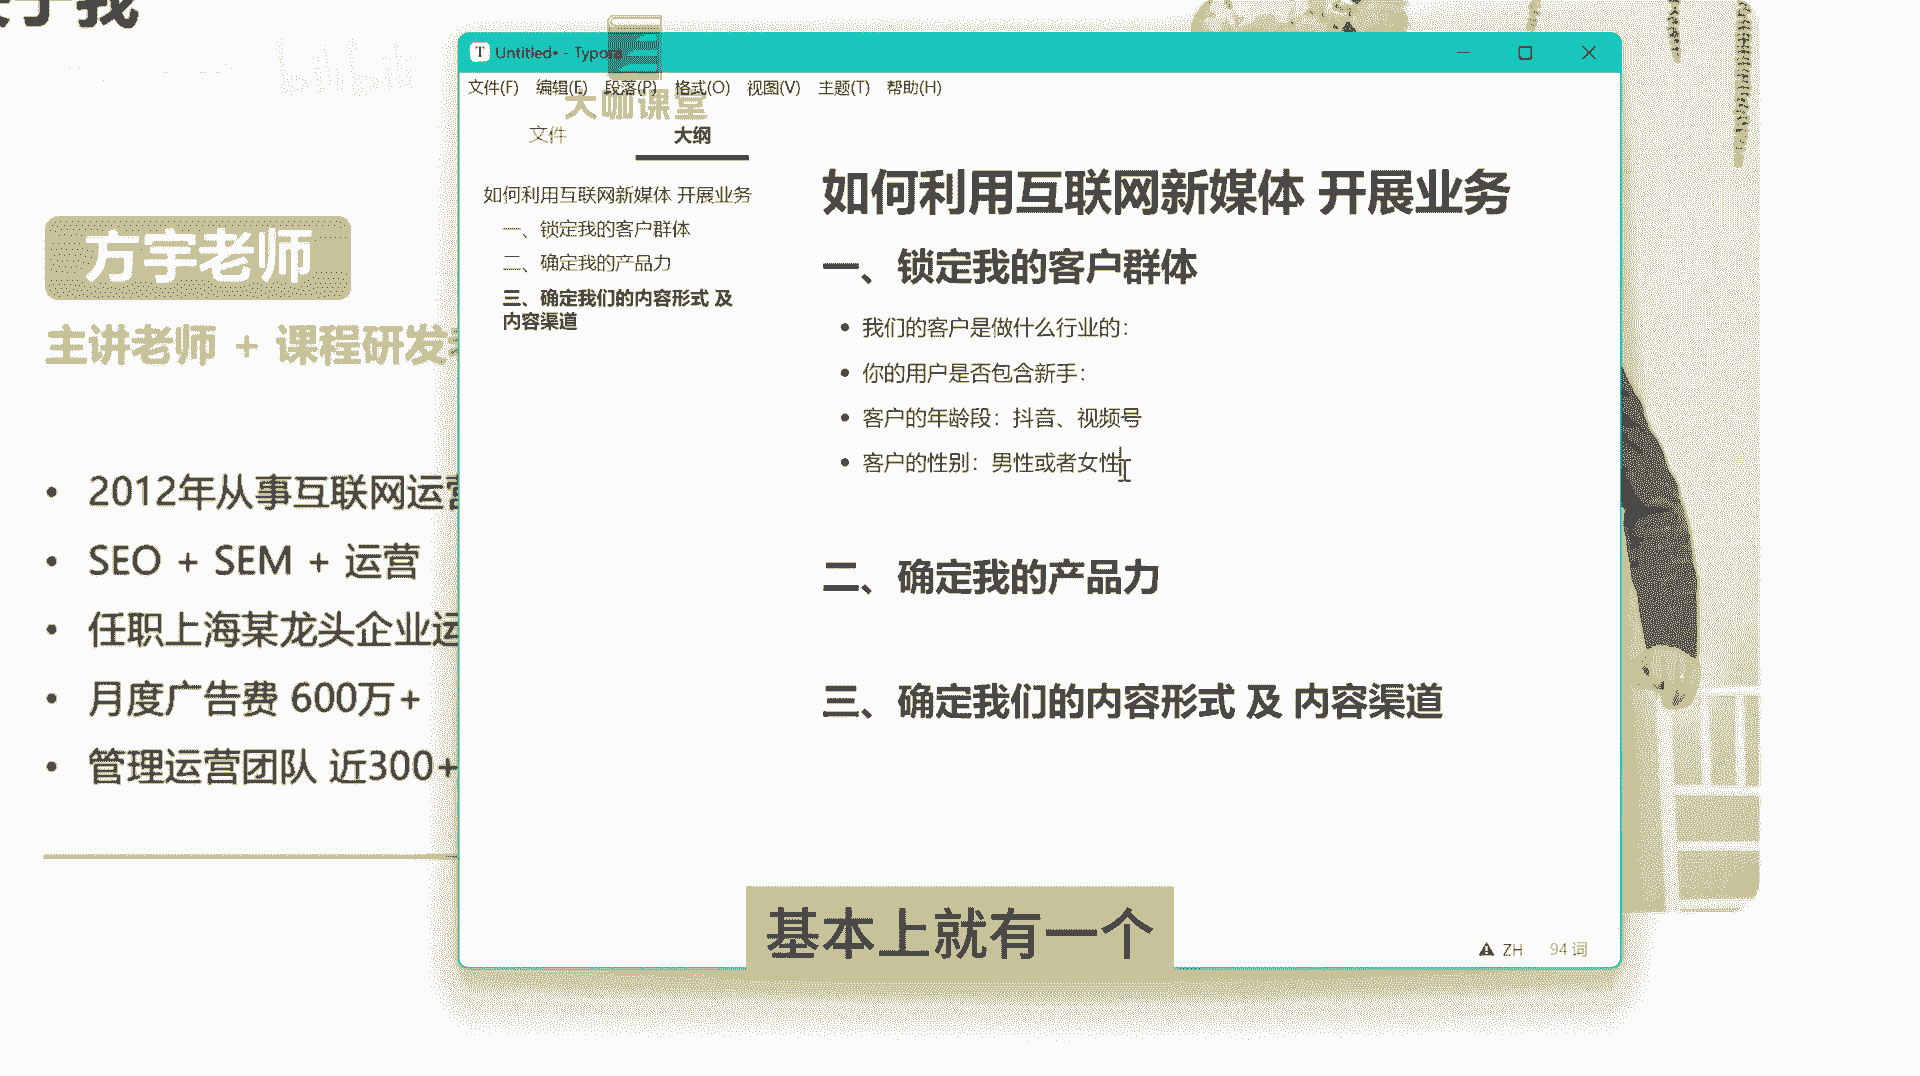 于我
bilibili
方宇老师
主讲老师 + 课程研发
2012年从事互联网运营
SEO + SEM + 运营
任职上海某龙头企业运
月度广告费 600万+
管理运营团队 近300+
Untitled• - Typora
大咖课堂
文件(F) 编辑(E) 段落(P) 格式(O) 视图(V) 主题(T) 帮助(H)
文件 大纲
如何利用互联网新媒体 开展业务
一、锁定我的客户群体
二、确定我的产品力
三、确定我们的内容形式 及
内容渠道
如何利用互联网新媒体 开展业务
一、锁定我的客户群体
我们的客户是做什么行业的：
你的用户是否包含新手：
客户的年龄段：抖音、视频号
客户的性别：男性或者女性
二、确定我的产品力
三、确定我们的内容形式 及 内容渠道
基本上就有一个
ZH 94 词